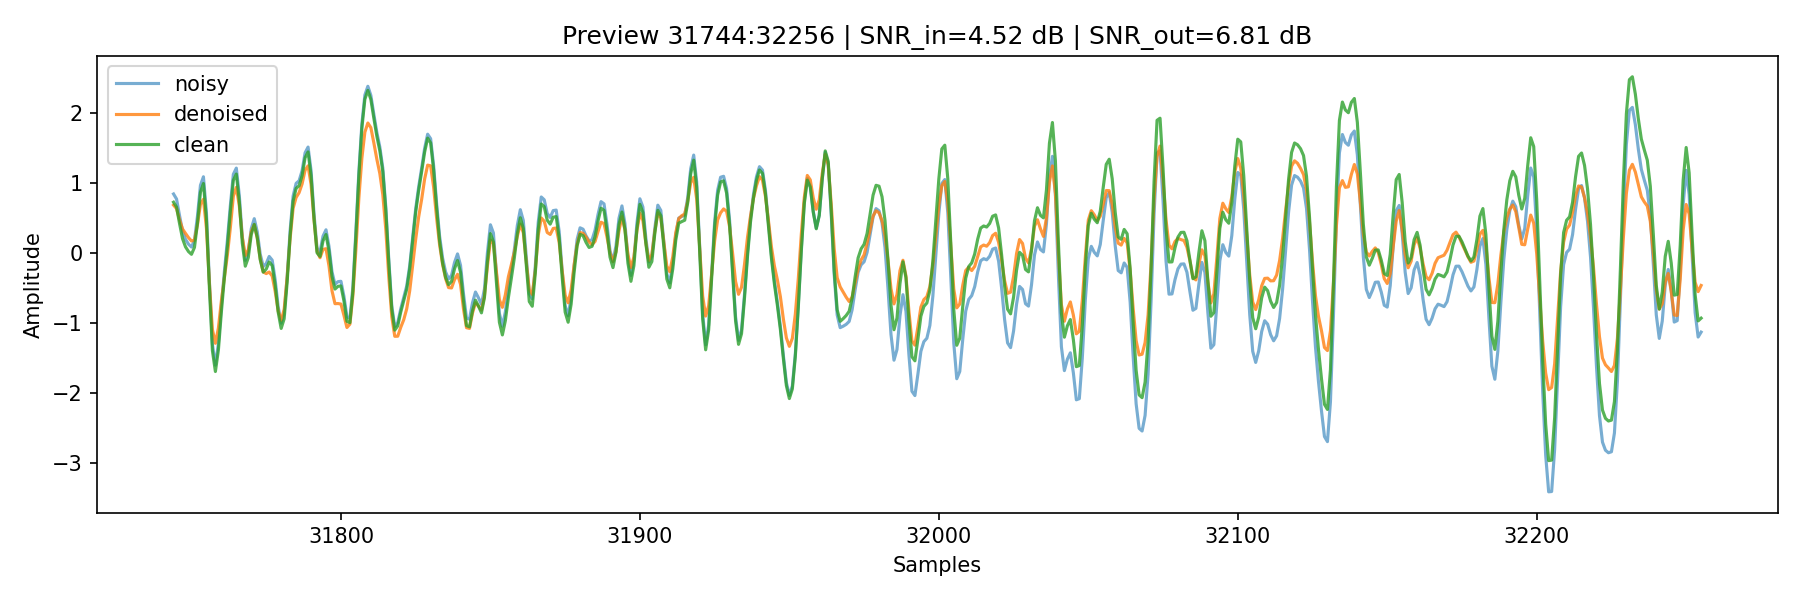 Preview 31744:32256 | SNR_in=4.52 dB | SNR_out=6.81 dB
noisy
denoised
clean
Amplitude
2
1
0
−1
−2
−3
31800 31900 32000 32100 32200
Samples